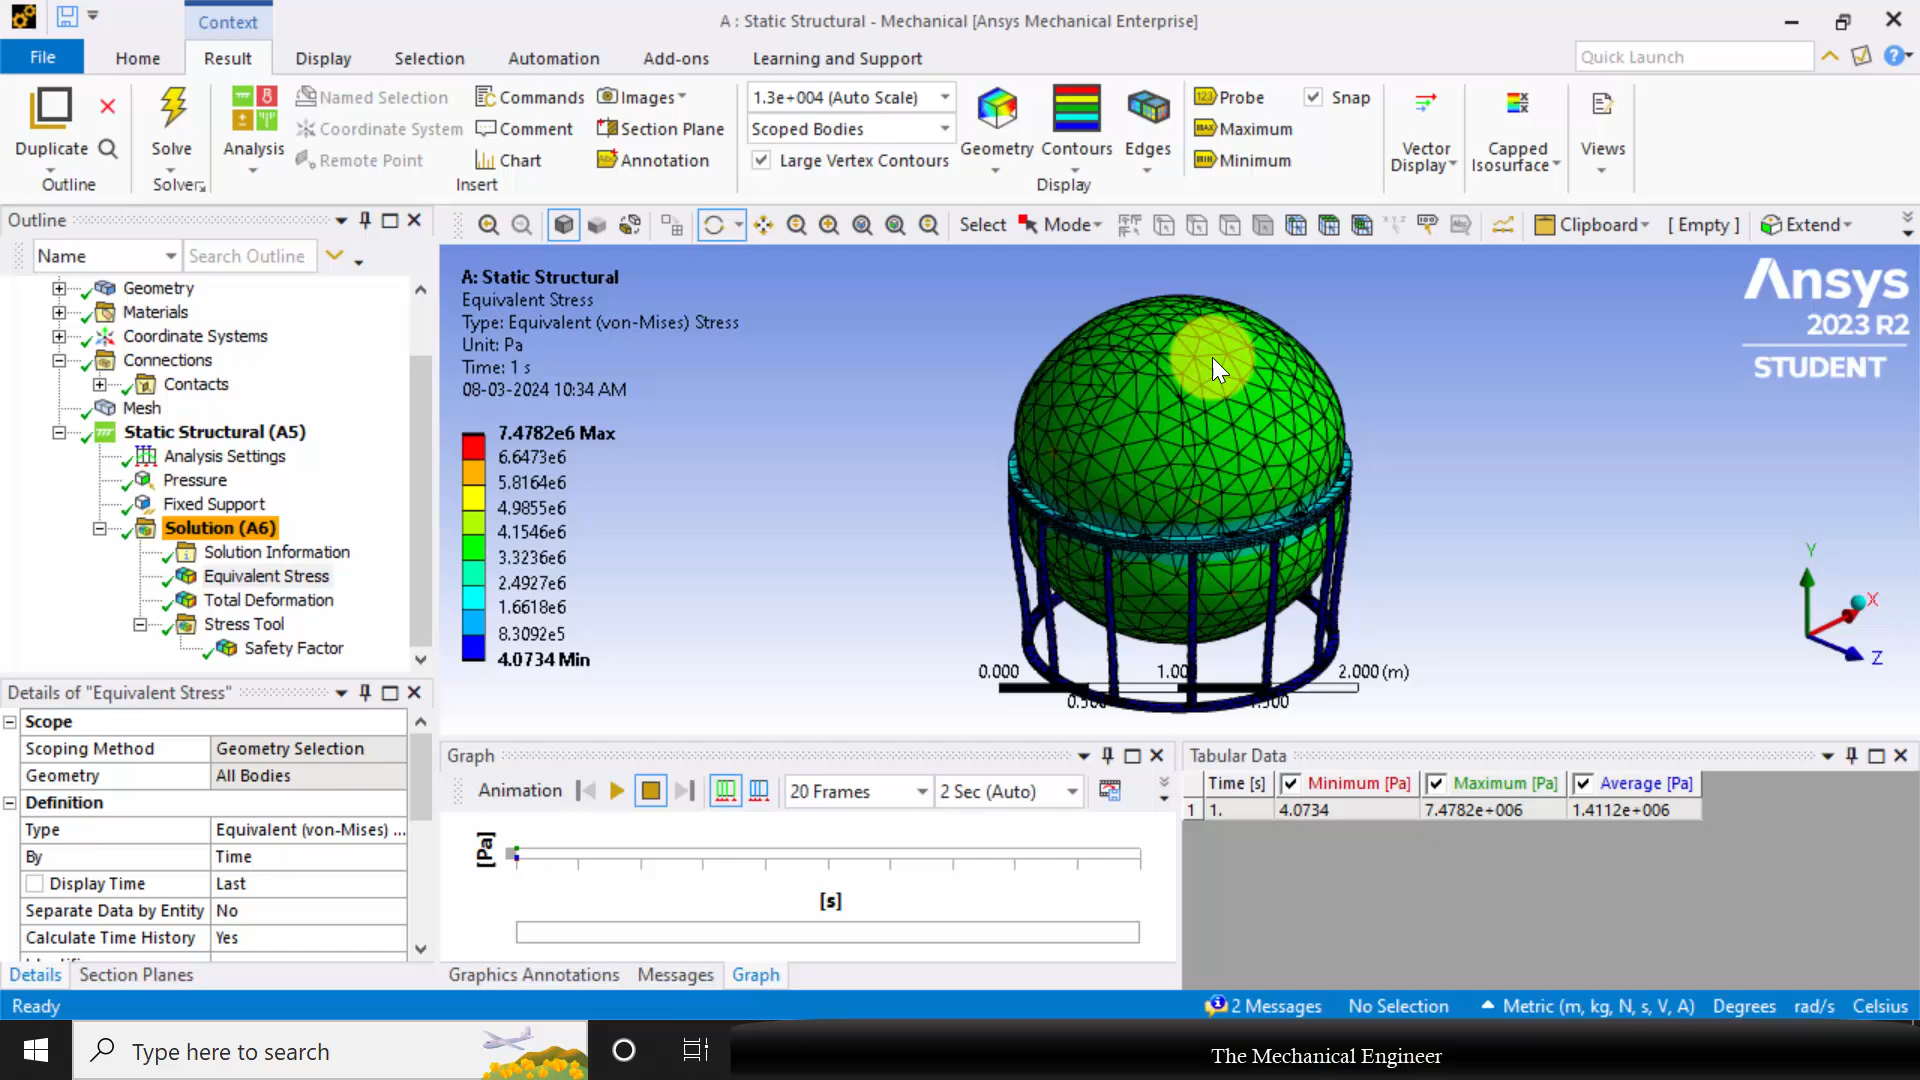 Context
A : Static Structural - Mechanical [Ansys Mechanical Enterprise]
File
Home
Result
Display
Selection
Automation
Add-ons
Learning and Support
Quick Launch
Duplicate
Outline
Solve
Solver
Analysis
Named Selection
Coordinate System
Remote Point
Commands
Comment
Chart
Images
Section Plane
Annotation
Insert
1.3e+004 (Auto Scale)
Scoped Bodies
Large Vertex Contours
Geometry
Contours
Edges
Display
Probe
Maximum
Minimum
Snap
Vector
Display
Capped
Isosurface
Views
Outline
Name
Search Outline
Geometry
Materials
Coordinate Systems
Connections
Contacts
Mesh
Static Structural (A5)
Analysis Settings
Pressure
Fixed Support
Solution (A6)
Solution Information
Equivalent Stress
Total Deformation
Stress Tool
Safety Factor
Select
Mode
Clipboard
[ Empty ]
Extend
A: Static Structural
Equivalent Stress
Type: Equivalent (von-Mises) Stress
Unit: Pa
Time: 1 s
08-03-2024 10:34 AM
7.4782e6 Max
6.6473e6
5.8164e6
4.9855e6
4.1546e6
3.3236e6
2.4927e6
1.6618e6
8.3092e5
4.0734 Min
Ansys
2023 R2
STUDENT
Y
X
Z
0.000
2.000 (m)
Details of "Equivalent Stress"
Scope
Scoping Method Geometry Selection
Geometry All Bodies
Definition
Type Equivalent (von-Mises) ...
By Time
Display Time Last
Separate Data by Entity No
Calculate Time History Yes
Details
Section Planes
Graph
Animation
20 Frames
2 Sec (Auto)
[Pa]
[s]
Graphics Annotations
Messages
Graph
Tabular Data
Time [s] Minimum [Pa] Maximum [Pa] Average [Pa]
1 1. 4.0734 7.4782e+006 1.4112e+006
Ready
2 Messages
No Selection
Metric (m, kg, N, s, V, A)
Degrees
rad/s
Celsius
Type here to search
The Mechanical Engineer